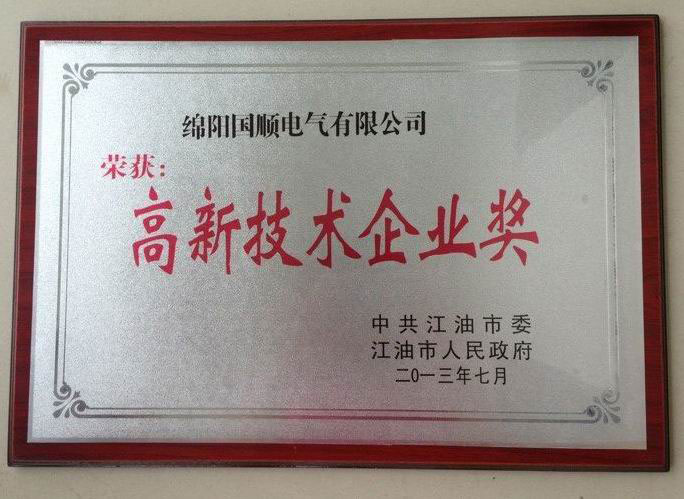 绵阳国顺电气有限公司
荣获：
高新技术企业奖
中共江油市委
江油市人民政府
二〇一三年七月